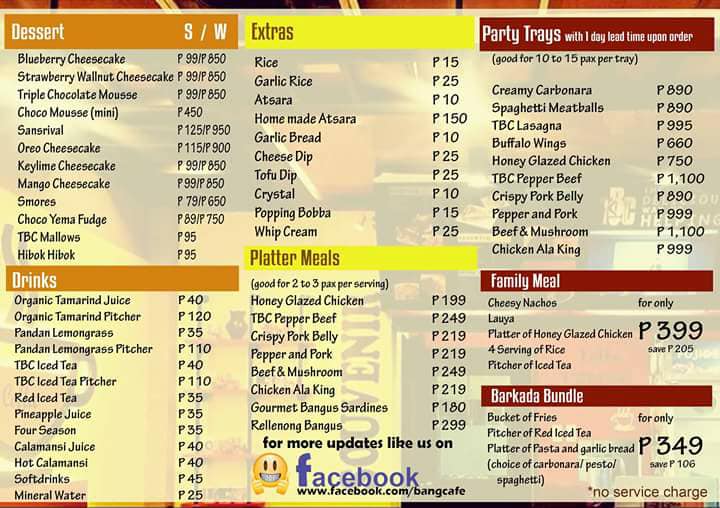 Dessert S / W
Blueberry Cheesecake ₱ 99/₱850
Strawberry Wallnut Cheesecake ₱ 99/₱850
Triple Chocolate Mousse ₱ 99/₱850
Choco Mousse (mini) ₱450
Sansrival ₱125/₱950
Oreo Cheesecake ₱115/₱900
Keylime Cheesecake ₱99/₱850
Mango Cheesecake ₱99/₱850
Smores ₱79/₱650
Choco Yema Fudge ₱89/₱750
TBC Mallows ₱95
Hibok Hibok ₱95
Drinks
Organic Tamarind Juice ₱ 40
Organic Tamarind Pitcher ₱ 120
Pandan Lemongrass ₱ 35
Pandan Lemongrass Pitcher ₱ 110
TBC Iced Tea ₱ 40
TBC Iced Tea Pitcher ₱ 110
Red Iced Tea ₱ 35
Pineapple Juice ₱ 35
Four Season ₱ 35
Calamansi Juice ₱ 40
Hot Calamansi ₱ 40
Softdrinks ₱ 45
Mineral Water ₱ 25
Extras
Rice ₱ 15
Garlic Rice ₱ 25
Atsara ₱ 10
Home made Atsara ₱ 150
Garlic Bread ₱ 10
Cheese Dip ₱ 25
Tofu Dip ₱ 25
Crystal ₱ 10
Popping Bobba ₱ 15
Whip Cream ₱ 25
Platter Meals
(good for 2 to 3 pax per serving)
Honey Glazed Chicken ₱ 199
TBC Pepper Beef ₱ 249
Crispy Pork Belly ₱ 219
Pepper and Pork ₱ 219
Beef & Mushroom ₱ 249
Chicken Ala King ₱ 219
Gourmet Bangus Sardines ₱ 180
Rellenong Bangus ₱ 299
for more updates like us on
facebook
www.facebook.com/bangcafe
Party Trays with 1 day lead time upon order
(good for 10 to 15 pax per tray)
Creamy Carbonara ₱ 890
Spaghetti Meatballs ₱ 890
TBC Lasagna ₱ 995
Buffalo Wings ₱ 660
Honey Glazed Chicken ₱ 750
TBC Pepper Beef ₱ 1,100
Crispy Pork Belly ₱ 890
Pepper and Pork ₱ 999
Beef & Mushroom ₱ 1,100
Chicken Ala King ₱ 999
Family Meal
Cheesy Nachos for only
Lauya
Platter of Honey Glazed Chicken ₱ 399
4 Serving of Rice save ₱ 205
Pitcher of Iced Tea
Barkada Bundle
Bucket of Fries for only
Pitcher of Red Iced Tea
Platter of Pasta and garlic bread ₱ 349
(choice of carbonara/ pesto/ save ₱ 106
spaghetti)
*no service charge